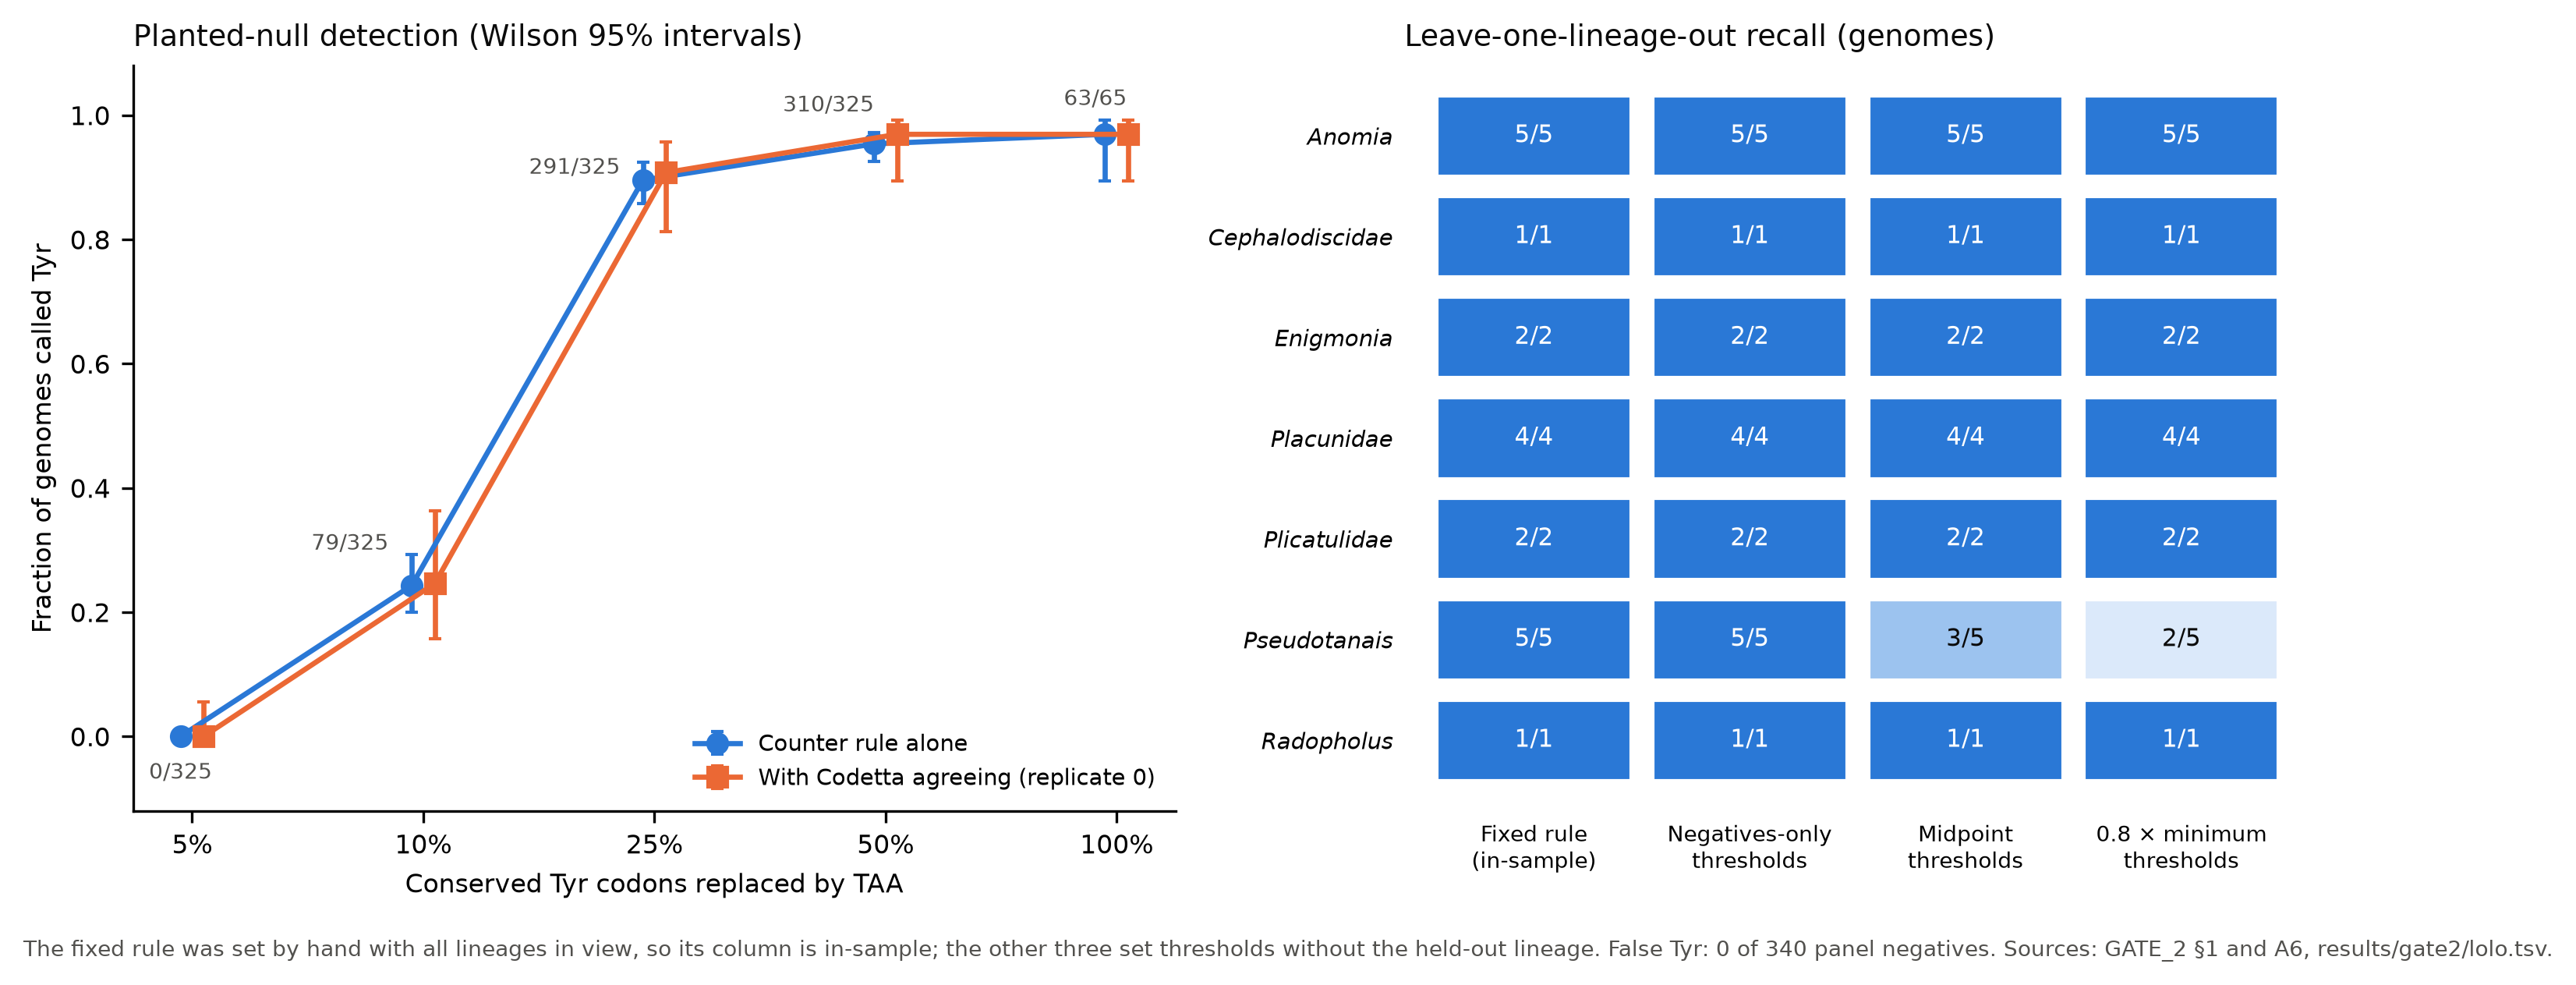 Planted-null detection (Wilson 95% intervals)
Fraction of genomes called Tyr
1.0
0.8
0.6
0.4
0.2
0.0
0/325
79/325
291/325
310/325
63/65
Counter rule alone
With Codetta agreeing (replicate 0)
5%
10%
25%
50%
100%
Conserved Tyr codons replaced by TAA
Leave-one-lineage-out recall (genomes)
Anomia 5/5 5/5 5/5 5/5
Cephalodiscidae 1/1 1/1 1/1 1/1
Enigmonia 2/2 2/2 2/2 2/2
Placunidae 4/4 4/4 4/4 4/4
Plicatulidae 2/2 2/2 2/2 2/2
Pseudotanais 5/5 5/5 3/5 2/5
Radopholus 1/1 1/1 1/1 1/1
Fixed rule
(in-sample)
Negatives-only
thresholds
Midpoint
thresholds
0.8 × minimum
thresholds
The fixed rule was set by hand with all lineages in view, so its column is in-sample; the other three set thresholds without the held-out lineage. False Tyr: 0 of 340 panel negatives. Sources: GATE_2 §1 and A6, results/gate2/lolo.tsv.